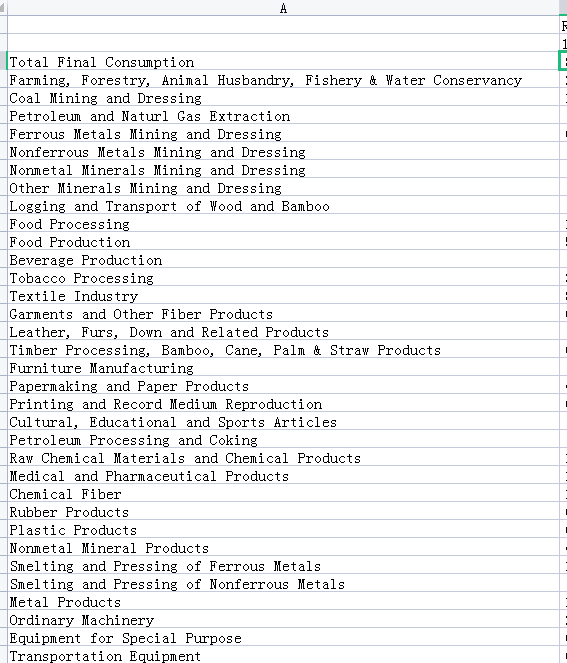 A
Total Final Consumption
Farming, Forestry, Animal Husbandry, Fishery & Water Conservancy
Coal Mining and Dressing
Petroleum and Naturl Gas Extraction
Ferrous Metals Mining and Dressing
Nonferrous Metals Mining and Dressing
Nonmetal Minerals Mining and Dressing
Other Minerals Mining and Dressing
Logging and Transport of Wood and Bamboo
Food Processing
Food Production
Beverage Production
Tobacco Processing
Textile Industry
Garments and Other Fiber Products
Leather, Furs, Down and Related Products
Timber Processing, Bamboo, Cane, Palm & Straw Products
Furniture Manufacturing
Papermaking and Paper Products
Printing and Record Medium Reproduction
Cultural, Educational and Sports Articles
Petroleum Processing and Coking
Raw Chemical Materials and Chemical Products
Medical and Pharmaceutical Products
Chemical Fiber
Rubber Products
Plastic Products
Nonmetal Mineral Products
Smelting and Pressing of Ferrous Metals
Smelting and Pressing of Nonferrous Metals
Metal Products
Ordinary Machinery
Equipment for Special Purpose
Transportation Equipment